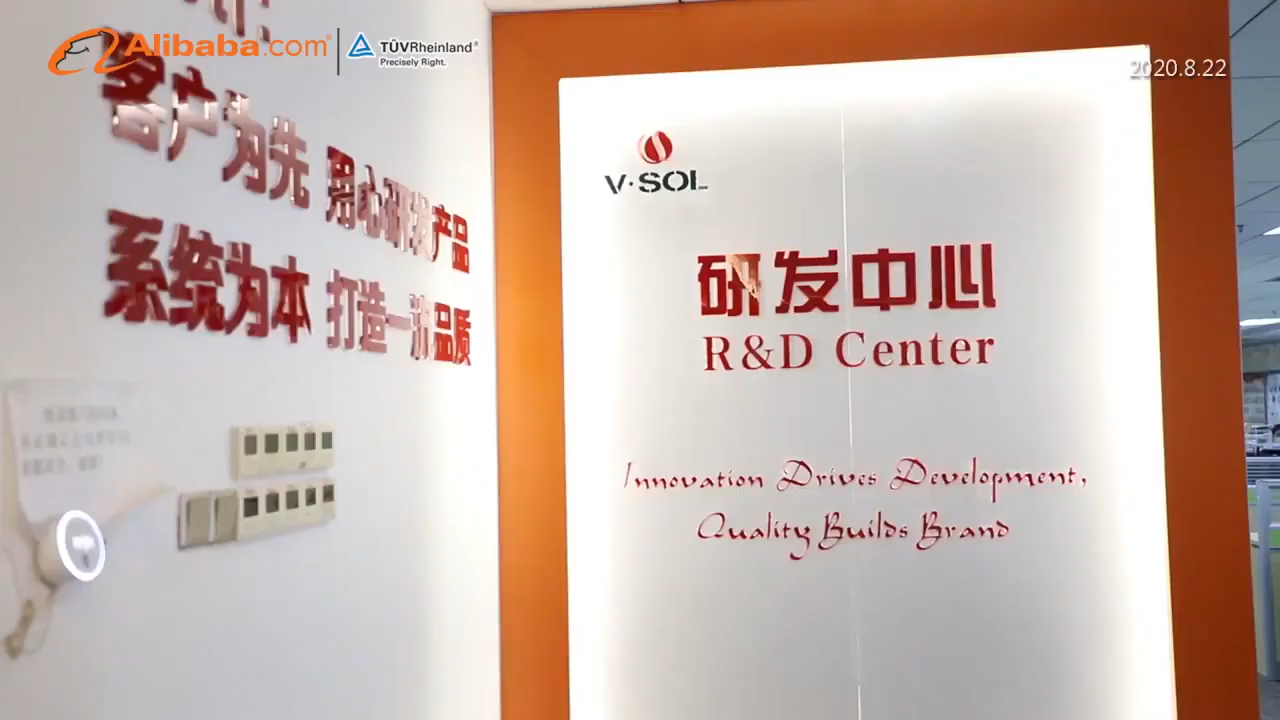 Alibaba.com
TÜVRheinland®
Precisely Right.
2020.8.22
客户为先 用心研发产品
系统为本 打造一流品质
V·SOL
研发中心
R&D Center
Innovation Drives Development,
Quality Builds Brand